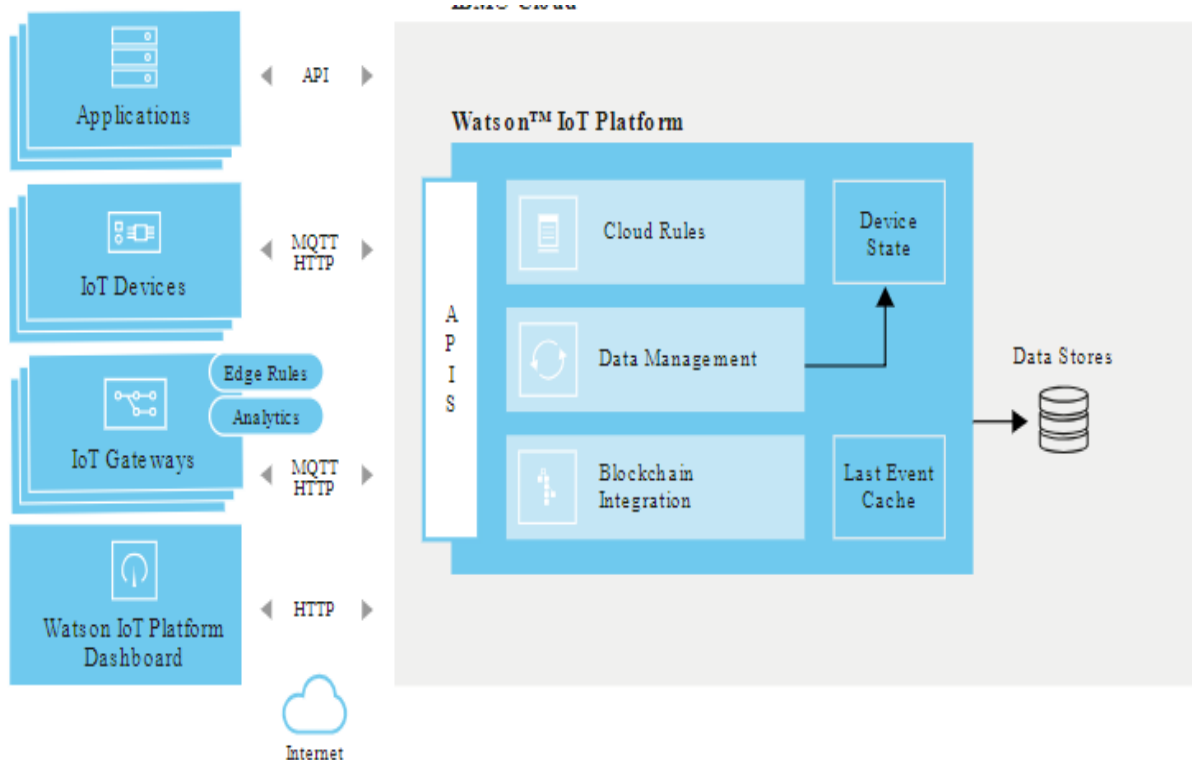 Applications
API
IoT Devices
MQTT
HTTP
Edge Rules
Analytics
IoT Gateways
MQTT
HTTP
Watson IoT Platform
Dashboard
HTTP
Internet
Cloud
Watson™ IoT Platform
A
P
I
S
Cloud Rules
Device
State
Data Management
Blockchain
Integration
Last Event
Cache
Data Stores